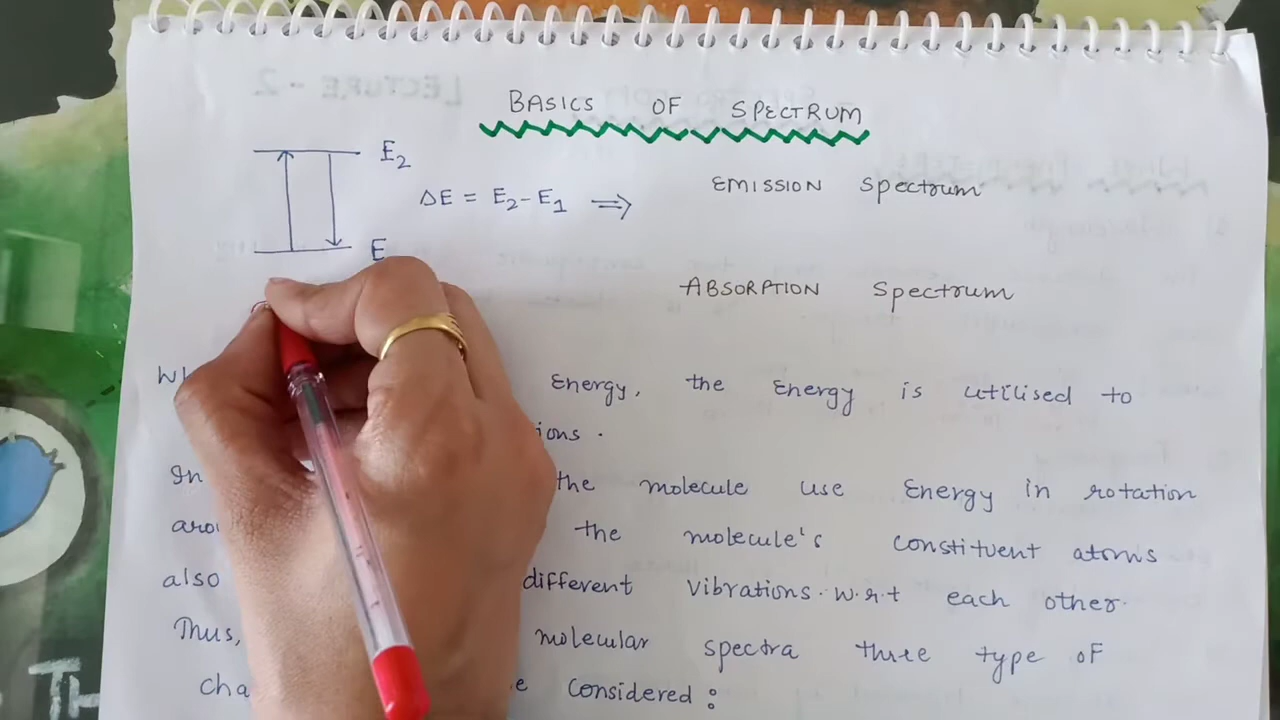 BASICS OF SPECTRUM
E2
ΔE = E2 - E1 ⇒ EMISSION Spectrum
E
ABSORPTION Spectrum
Energy, the Energy is utilised to
In the molecule use Energy in rotation
the molecule's constituent atoms
also different vibrations. w.r.t each other.
Thus, molecular spectra three type of
considered :